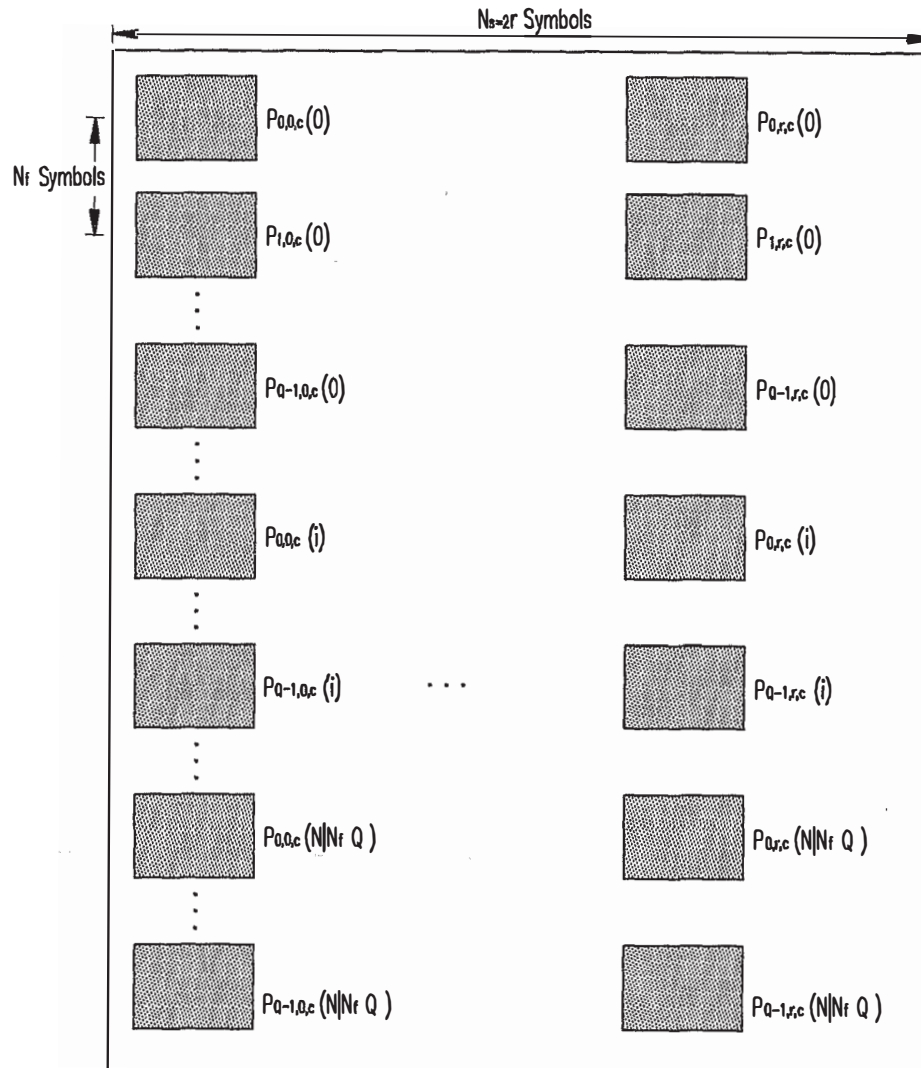 Ns=2r Symbols
P0,0,c(0) P0,r,c(0)
Nf Symbols
P1,0,c(0) P1,r,c(0)
PQ-1,0,c(0) PQ-1,r,c(0)
P0,0,c(i) P0,r,c(i)
PQ-1,0,c(i) ... PQ-1,r,c(i)
P0,0,c(N|Nf Q) P0,r,c(N|Nf Q)
PQ-1,0,c(N|Nf Q) PQ-1,r,c(N|Nf Q)